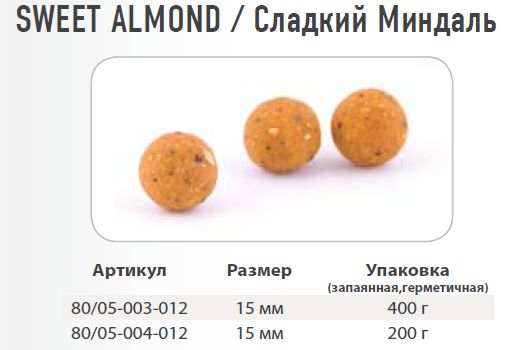 SWEET ALMOND / Сладкий Миндаль
Артикул Размер Упаковка
(запаянная,герметичная)
80/05-003-012 15 мм 400 г
80/05-004-012 15 мм 200 г